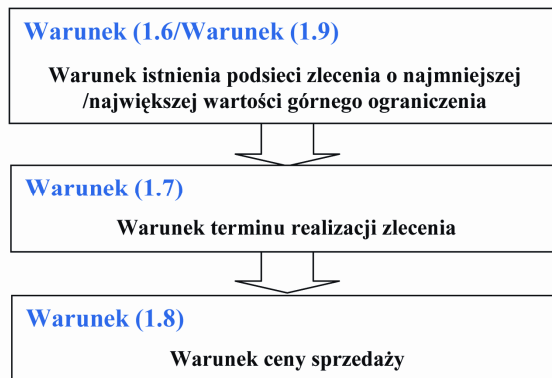 Warunek (1.6/Warunek (1.9)
Warunek istnienia podsieci zlecenia o najmniejszej
/największej wartości górnego ograniczenia
Warunek (1.7)
Warunek terminu realizacji zlecenia
Warunek (1.8)
Warunek ceny sprzedaży